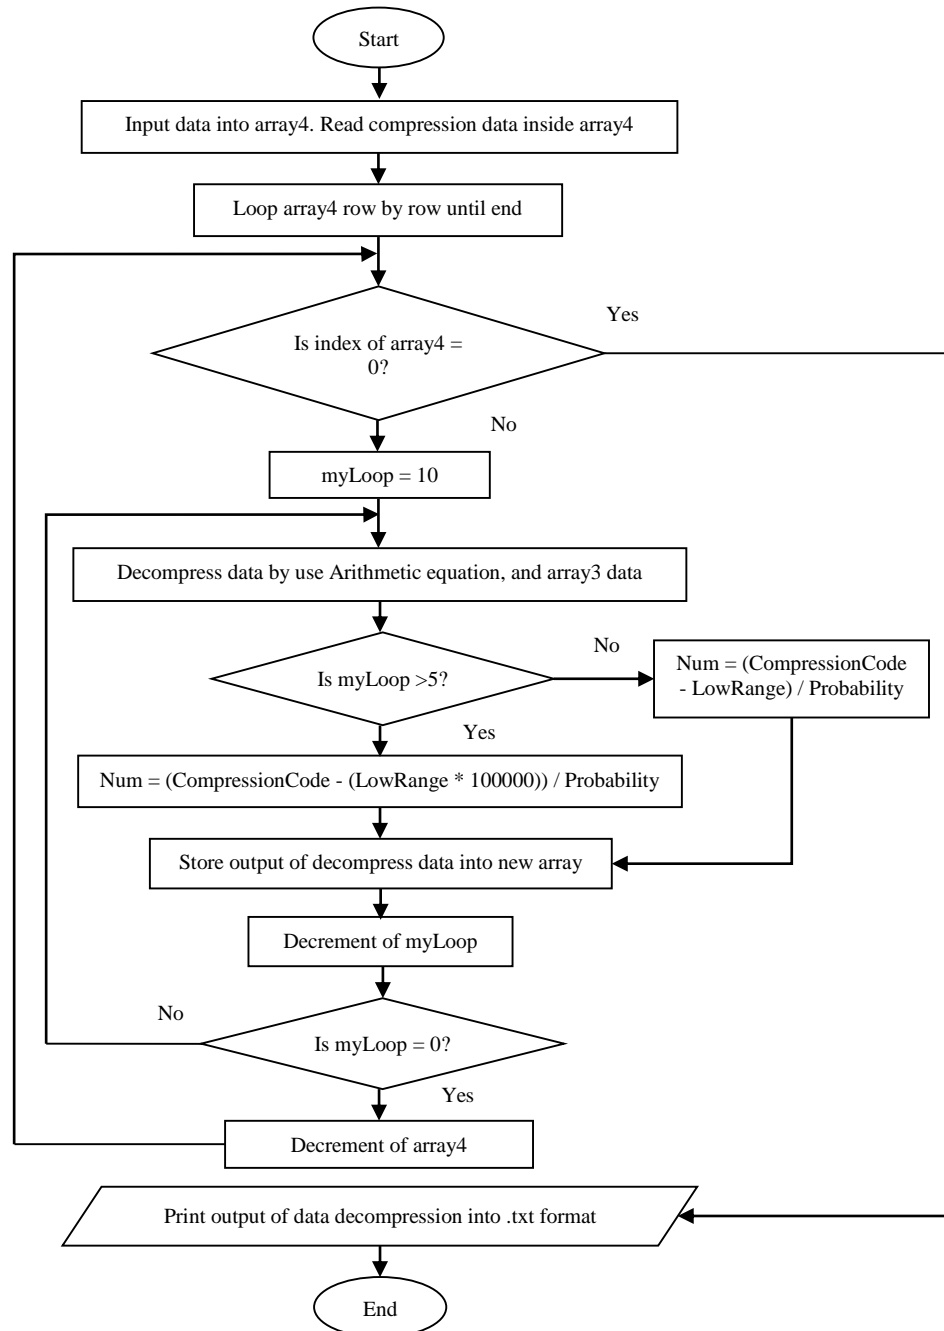 Start
Input data into array4. Read compression data inside array4
Loop array4 row by row until end
Yes
Is index of array4 =
0?
No
myLoop = 10
Decompress data by use Arithmetic equation, and array3 data
No
Num = (CompressionCode
- LowRange) / Probability
Is myLoop >5?
Yes
Num = (CompressionCode - (LowRange * 100000)) / Probability
Store output of decompress data into new array
Decrement of myLoop
No
Is myLoop = 0?
Yes
Decrement of array4
Print output of data decompression into .txt format
End